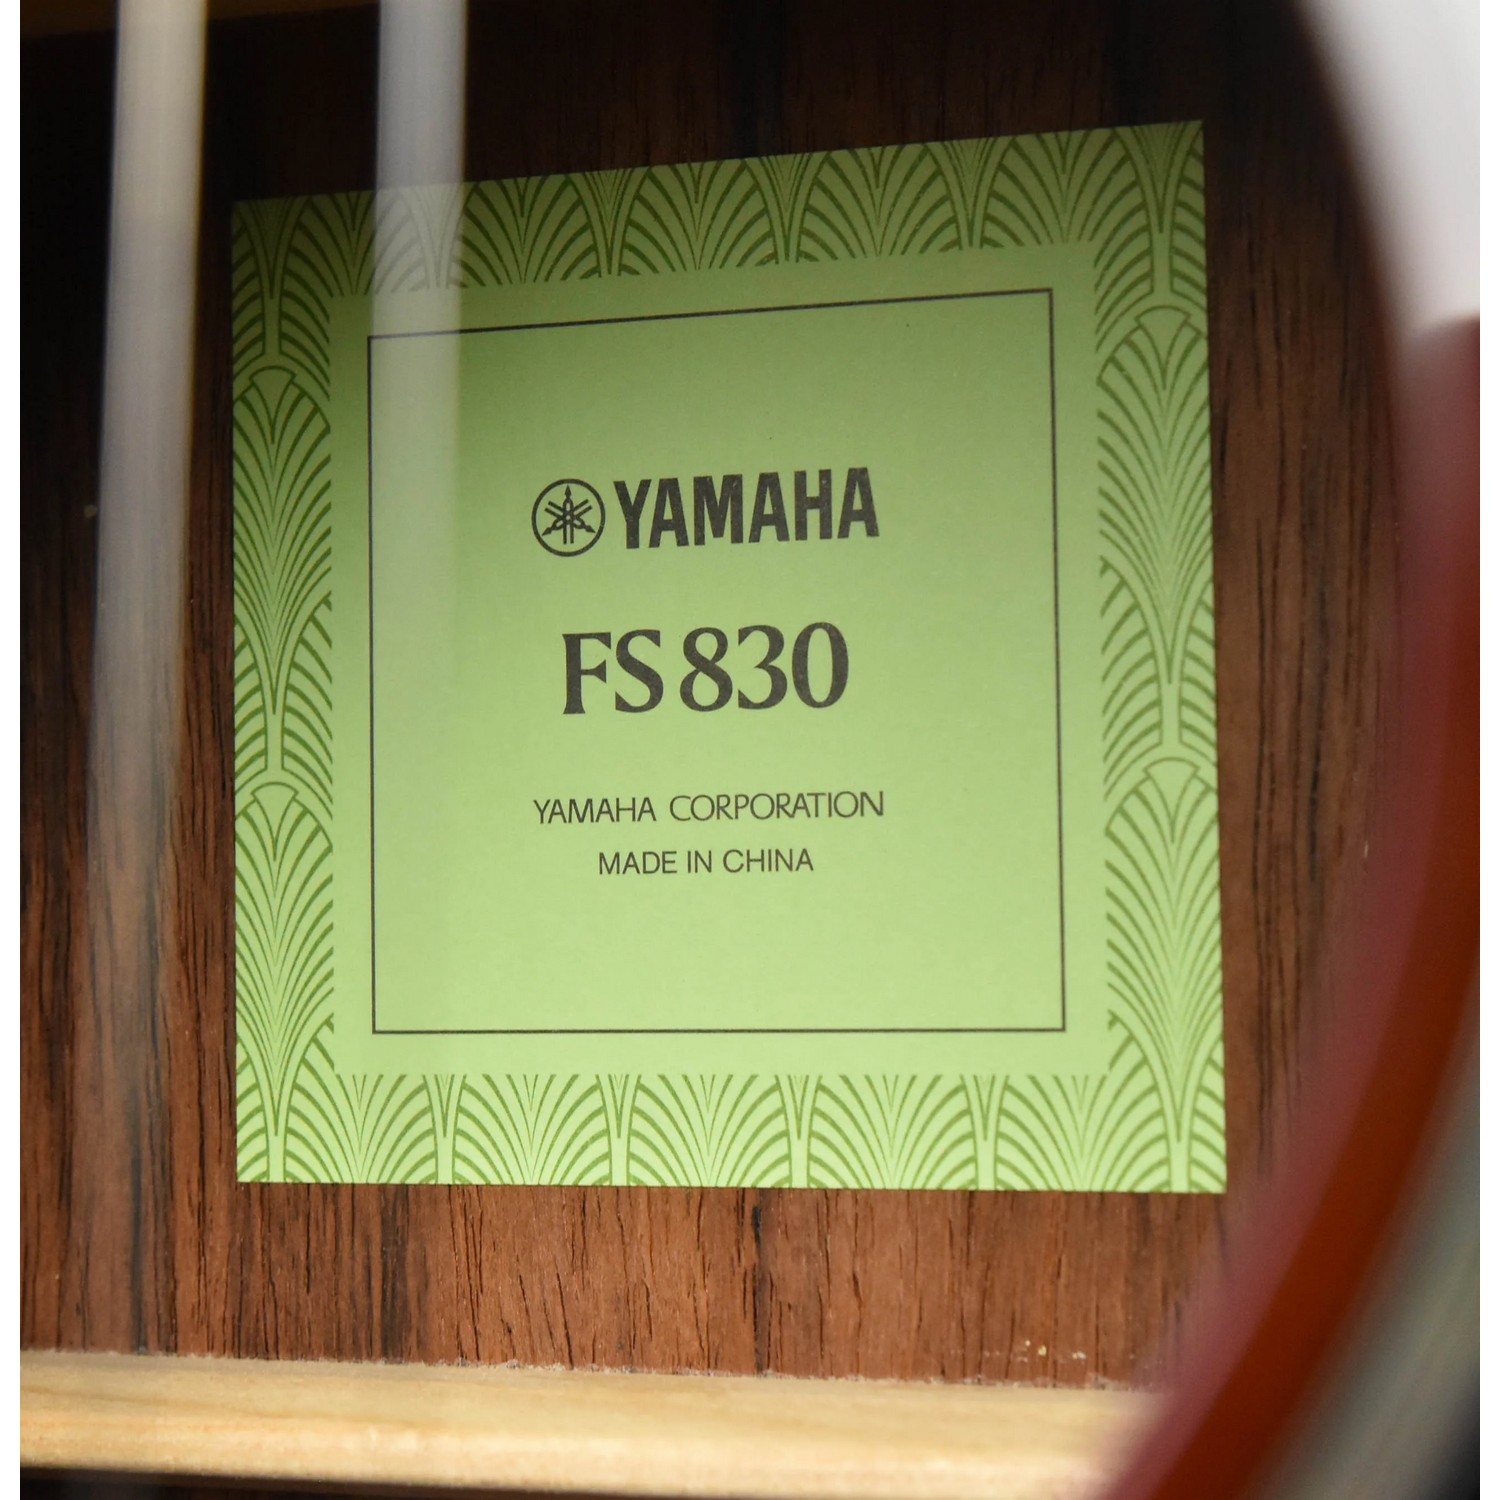 YAMAHA
FS830
YAMAHA CORPORATION
MADE IN CHINA